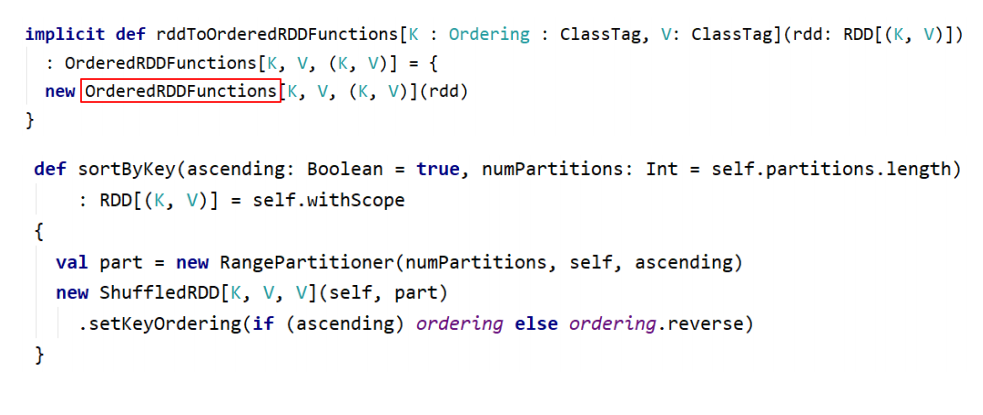 implicit def rddToOrderedRDDFunctions[K : Ordering : ClassTag, V: ClassTag](rdd: RDD[(K, V)])
: OrderedRDDFunctions[K, V, (K, V)] = {
new OrderedRDDFunctions[K, V, (K, V)](rdd)
}
def sortByKey(ascending: Boolean = true, numPartitions: Int = self.partitions.length)
: RDD[(K, V)] = self.withScope
{
val part = new RangePartitioner(numPartitions, self, ascending)
new ShuffledRDD[K, V, V](self, part)
.setKeyOrdering(if (ascending) ordering else ordering.reverse)
}